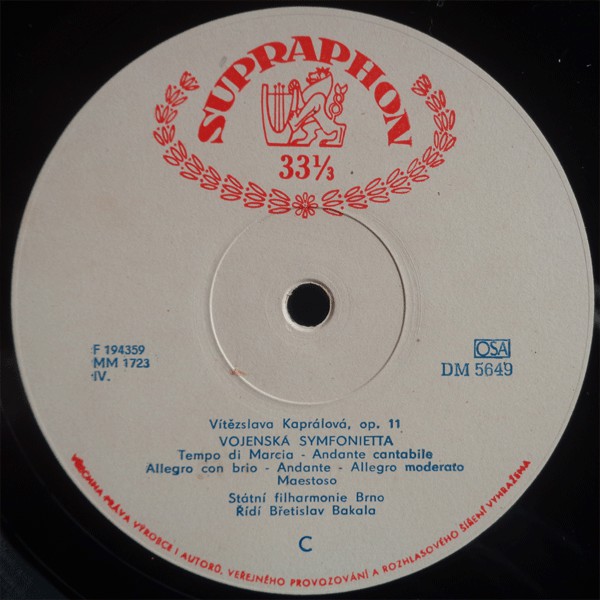 SUPRAPHON
33⅓
F 194359
MM 1723
IV.
OSA
DM 5649
Vítězslava Kaprálová, op. 11
VOJENSKÁ SYMFONIETTA
Tempo di Marcia - Andante cantabile
Allegro con brio - Andante - Allegro moderato
Maestoso
Státní filharmonie Brno
Řídí Břetislav Bakala
C
VŠECHNA PRÁVA VÝROBCE I AUTORŮ, VEŘEJNÉHO PROVOZOVÁNÍ A ROZHLASOVÉHO ŠÍŘENÍ VYHRAŽENA